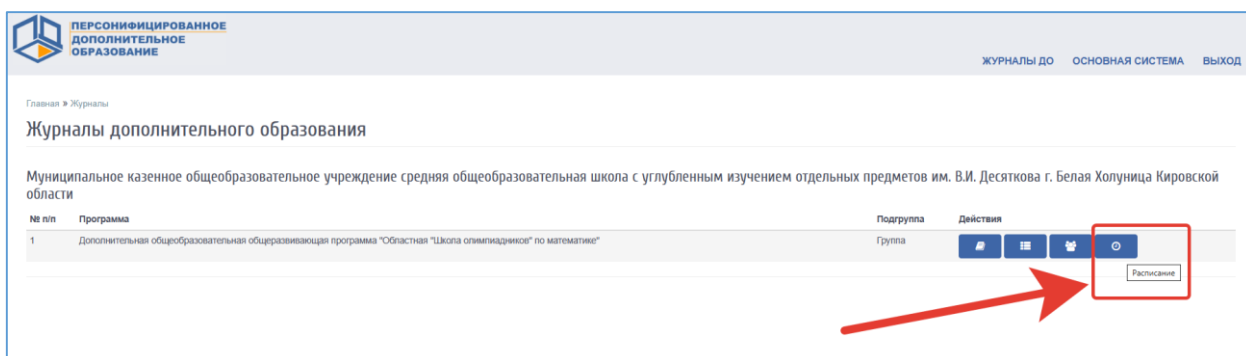 ПЕРСОНИФИЦИРОВАННОЕ
ДОПОЛНИТЕЛЬНОЕ
ОБРАЗОВАНИЕ
ЖУРНАЛЫ ДО ОСНОВНАЯ СИСТЕМА ВЫХОД
Главная » Журналы
Журналы дополнительного образования
Муниципальное казенное общеобразовательное учреждение средняя общеобразовательная школа с углубленным изучением отдельных предметов им. В.И. Десяткова г. Белая Холуница Кировской
области
№ п/п Программа Подгруппа Действия
1 Дополнительная общеобразовательная общеразвивающая программа "Областная "Школа олимпиадников" по математике" Группа
Расписание